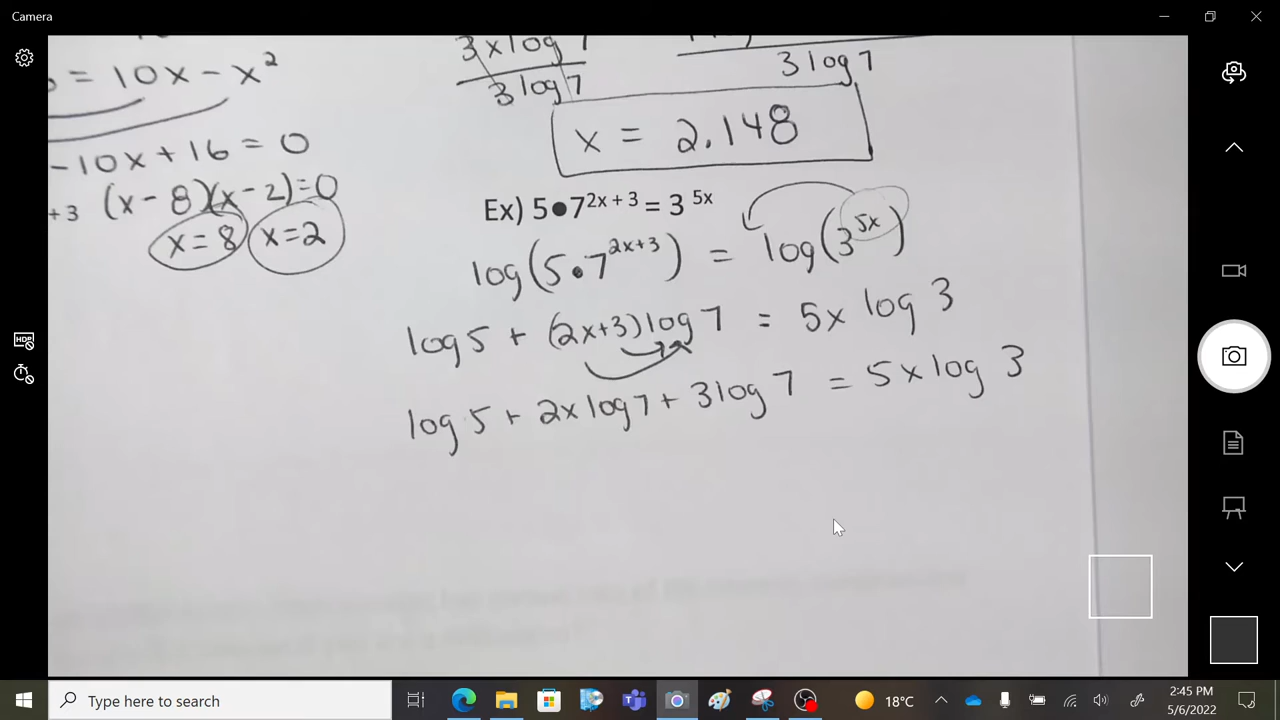 Camera
= 10x - x²
-10x + 16 = 0
+3 (x - 8)(x - 2) = 0
x = 8 x = 2
3 x log 7
3 log 7
3 log 7
x = 2.148
Ex) 5•7^(2x + 3) = 3^(5x)
log(5•7^(2x+3)) = log(3^(5x))
log 5 + (2x+3) log 7 = 5x log 3
log 5 + 2x log 7 + 3 log 7 = 5x log 3
HDR
Type here to search
18°C
2:45 PM
5/6/2022